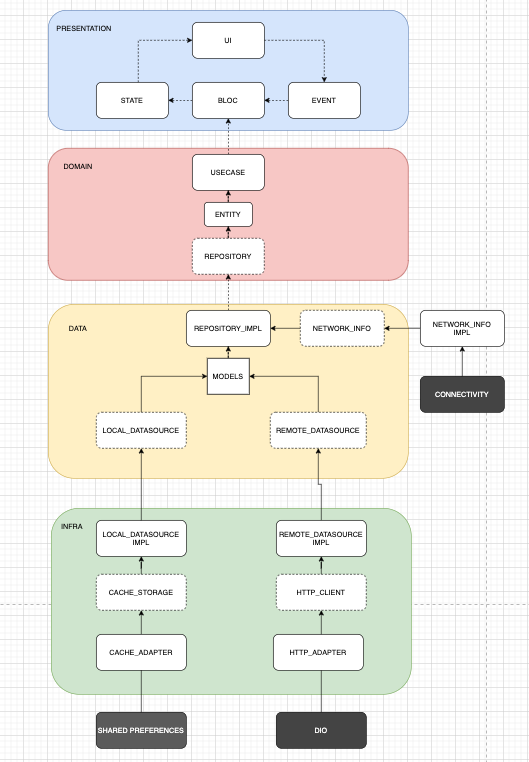 PRESENTATION
UI
STATE
BLOC
EVENT
DOMAIN
USECASE
ENTITY
REPOSITORY
DATA
REPOSITORY_IMPL
NETWORK_INFO
NETWORK_INFO
IMPL
MODELS
CONNECTIVITY
LOCAL_DATASOURCE
REMOTE_DATASOURCE
INFRA
LOCAL_DATASOURCE
IMPL
REMOTE_DATASOURCE
IMPL
CACHE_STORAGE
HTTP_CLIENT
CACHE_ADAPTER
HTTP_ADAPTER
SHARED PREFERENCES
DIO